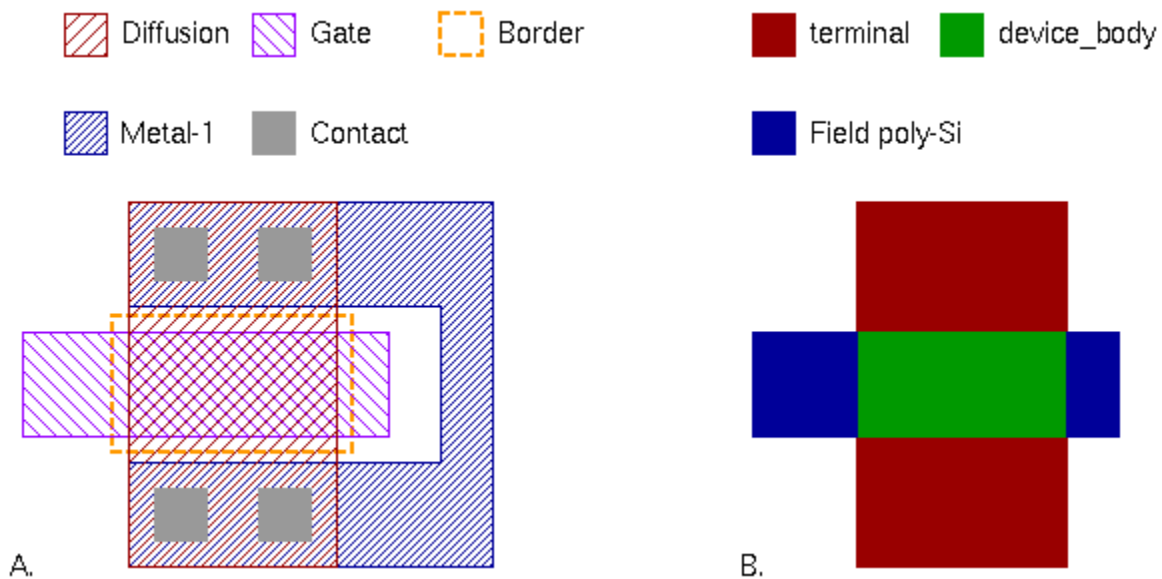 Diffusion Gate Border terminal device_body
Metal-1 Contact Field poly-Si
A. B.